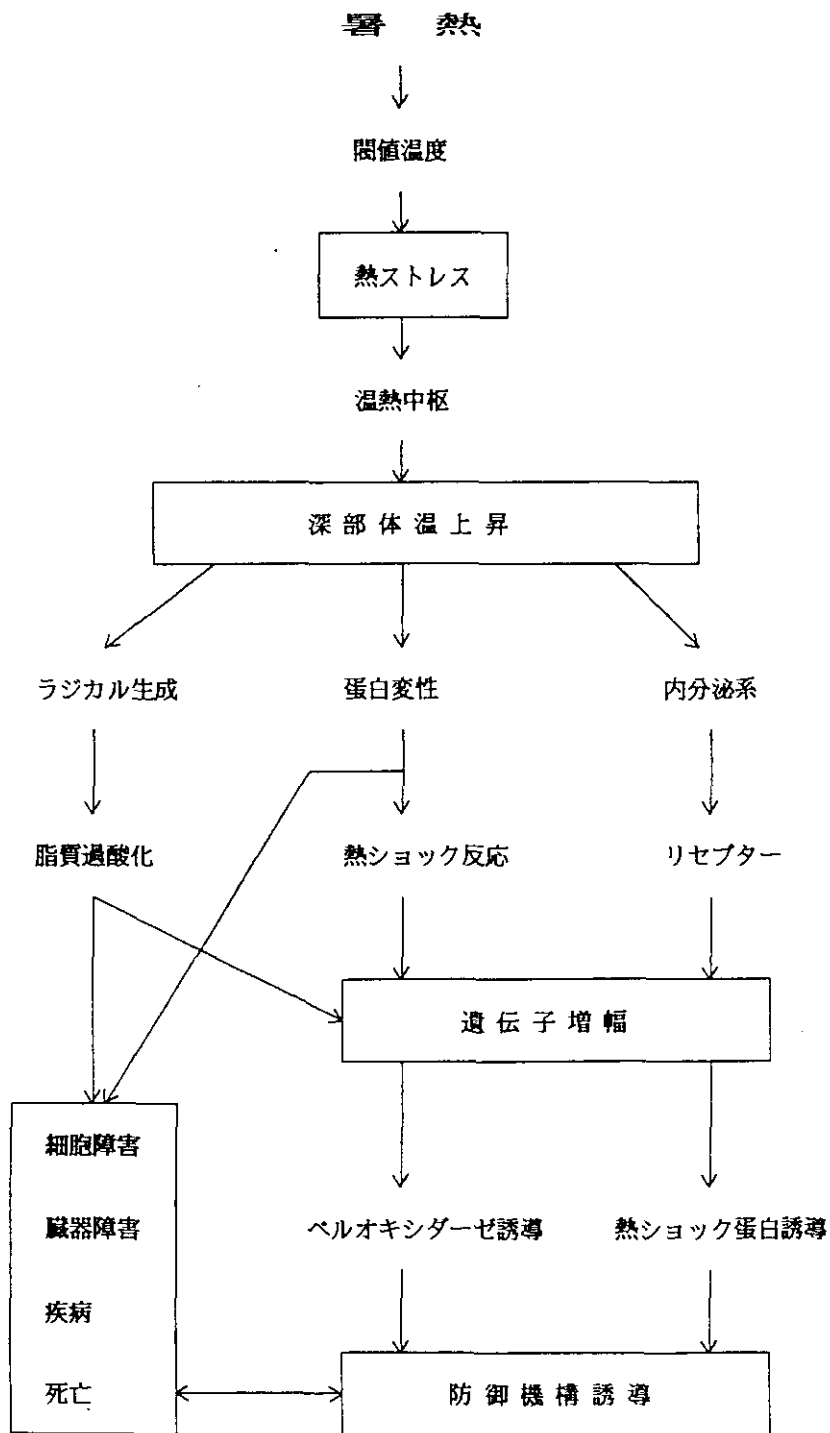 暑 熱
閾値温度
熱ストレス
温熱中枢
深部体温上昇
ラジカル生成 蛋白変性 内分泌系
脂質過酸化 熱ショック反応 リセプター
遺伝子増幅
細胞障害
臓器障害 ペルオキシダーゼ誘導 熱ショック蛋白誘導
疾病
死亡 防御機構誘導